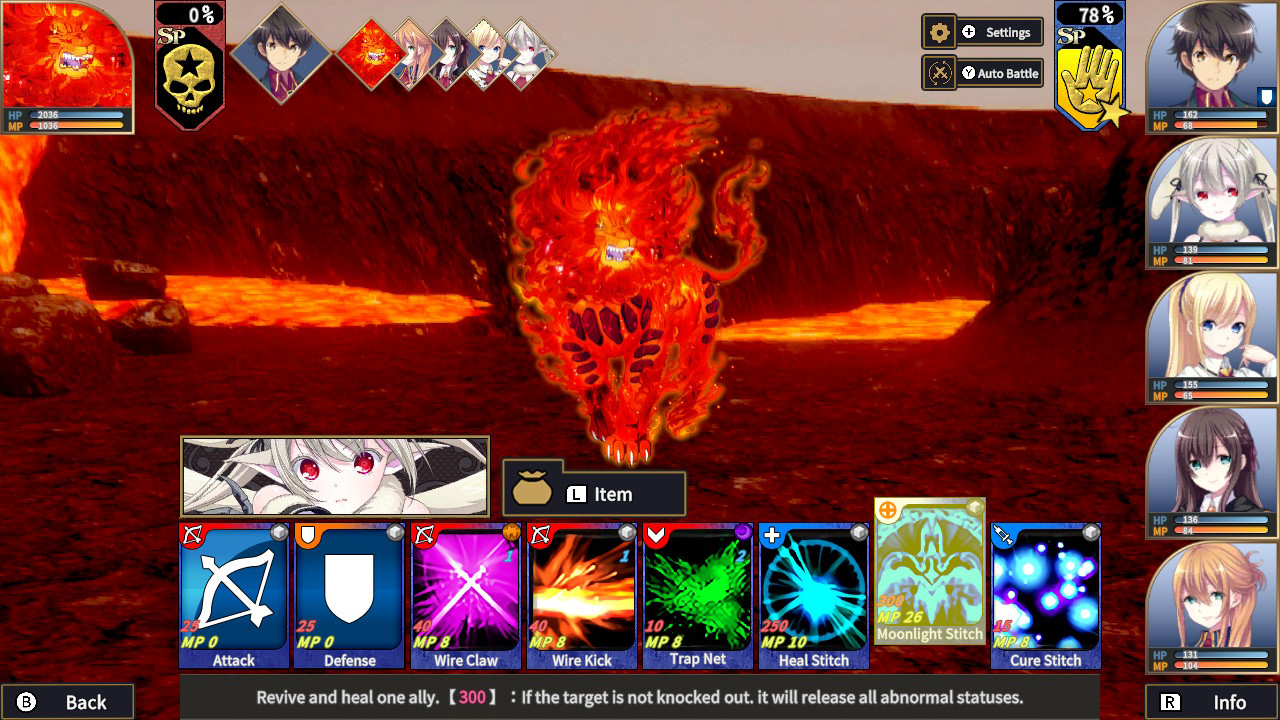 0%
SP
HP 2036
MP 1036
+ Settings
Y Auto Battle
78%
SP
HP 162
MP 68
HP 139
MP 81
HP 155
MP 65
HP 136
MP 84
HP 131
MP 104
L Item
25
MP 0
Attack
25
MP 0
Defense
1
40
MP 8
Wire Claw
1
40
MP 8
Wire Kick
2
10
MP 8
Trap Net
250
MP 10
Heal Stitch
300
MP 26
Moonlight Stitch
15
MP 8
Cure Stitch
B Back
Revive and heal one ally.【 300 】：If the target is not knocked out. it will release all abnormal statuses.
R Info